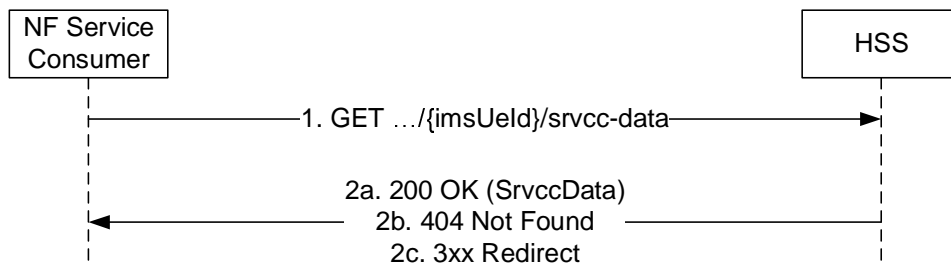 NF Service
Consumer
HSS
1. GET …/{imsUeId}/srvcc-data
2a. 200 OK (SrvccData)
2b. 404 Not Found
2c. 3xx Redirect